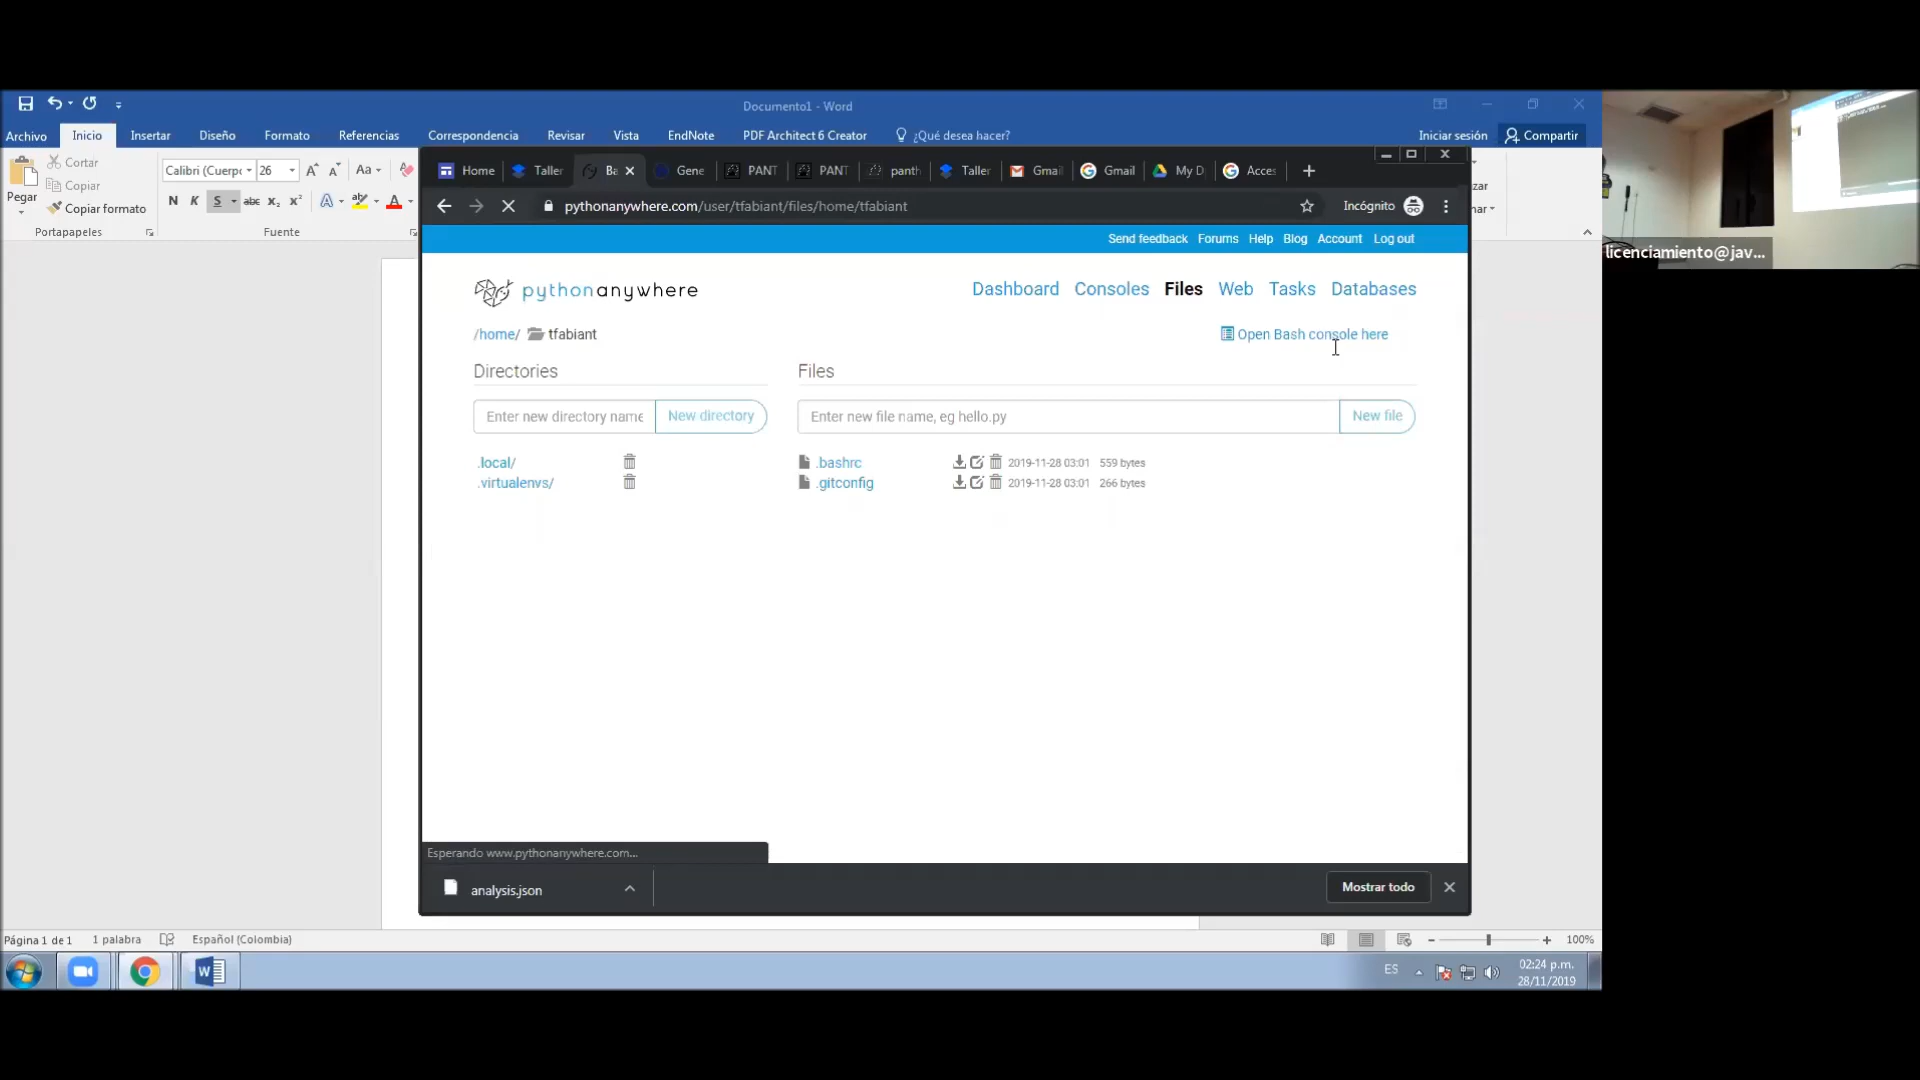 Documento1 - Word
Archivo Inicio Insertar Diseño Formato Referencias Correspondencia Revisar Vista EndNote PDF Architect 6 Creator ¿Qué desea hacer? Iniciar sesión Compartir
Pegar
Cortar
Copiar
Copiar formato
Portapapeles
Calibri (Cuerpo 26
Aa
N K S abc x₂ x² A ab A
Fuente
Home Taller Ba Gene PANT PANT panth Taller Gmail Gmail My D Acces
pythonanywhere.com/user/tfabiant/files/home/tfabiant Incógnito
Send feedback Forums Help Blog Account Log out
pythonanywhere
Dashboard Consoles Files Web Tasks Databases
/home/ tfabiant
Open Bash console here
Directories
Enter new directory name New directory
.local/
.virtualenvs/
Files
Enter new file name, eg hello.py New file
.bashrc 2019-11-28 03:01 559 bytes
.gitconfig 2019-11-28 03:01 266 bytes
Esperando www.pythonanywhere.com...
analysis.json
Mostrar todo
Página 1 de 1 1 palabra Español (Colombia) 100%
ES
02:24 p.m.
28/11/2019
licenciamiento@jav...